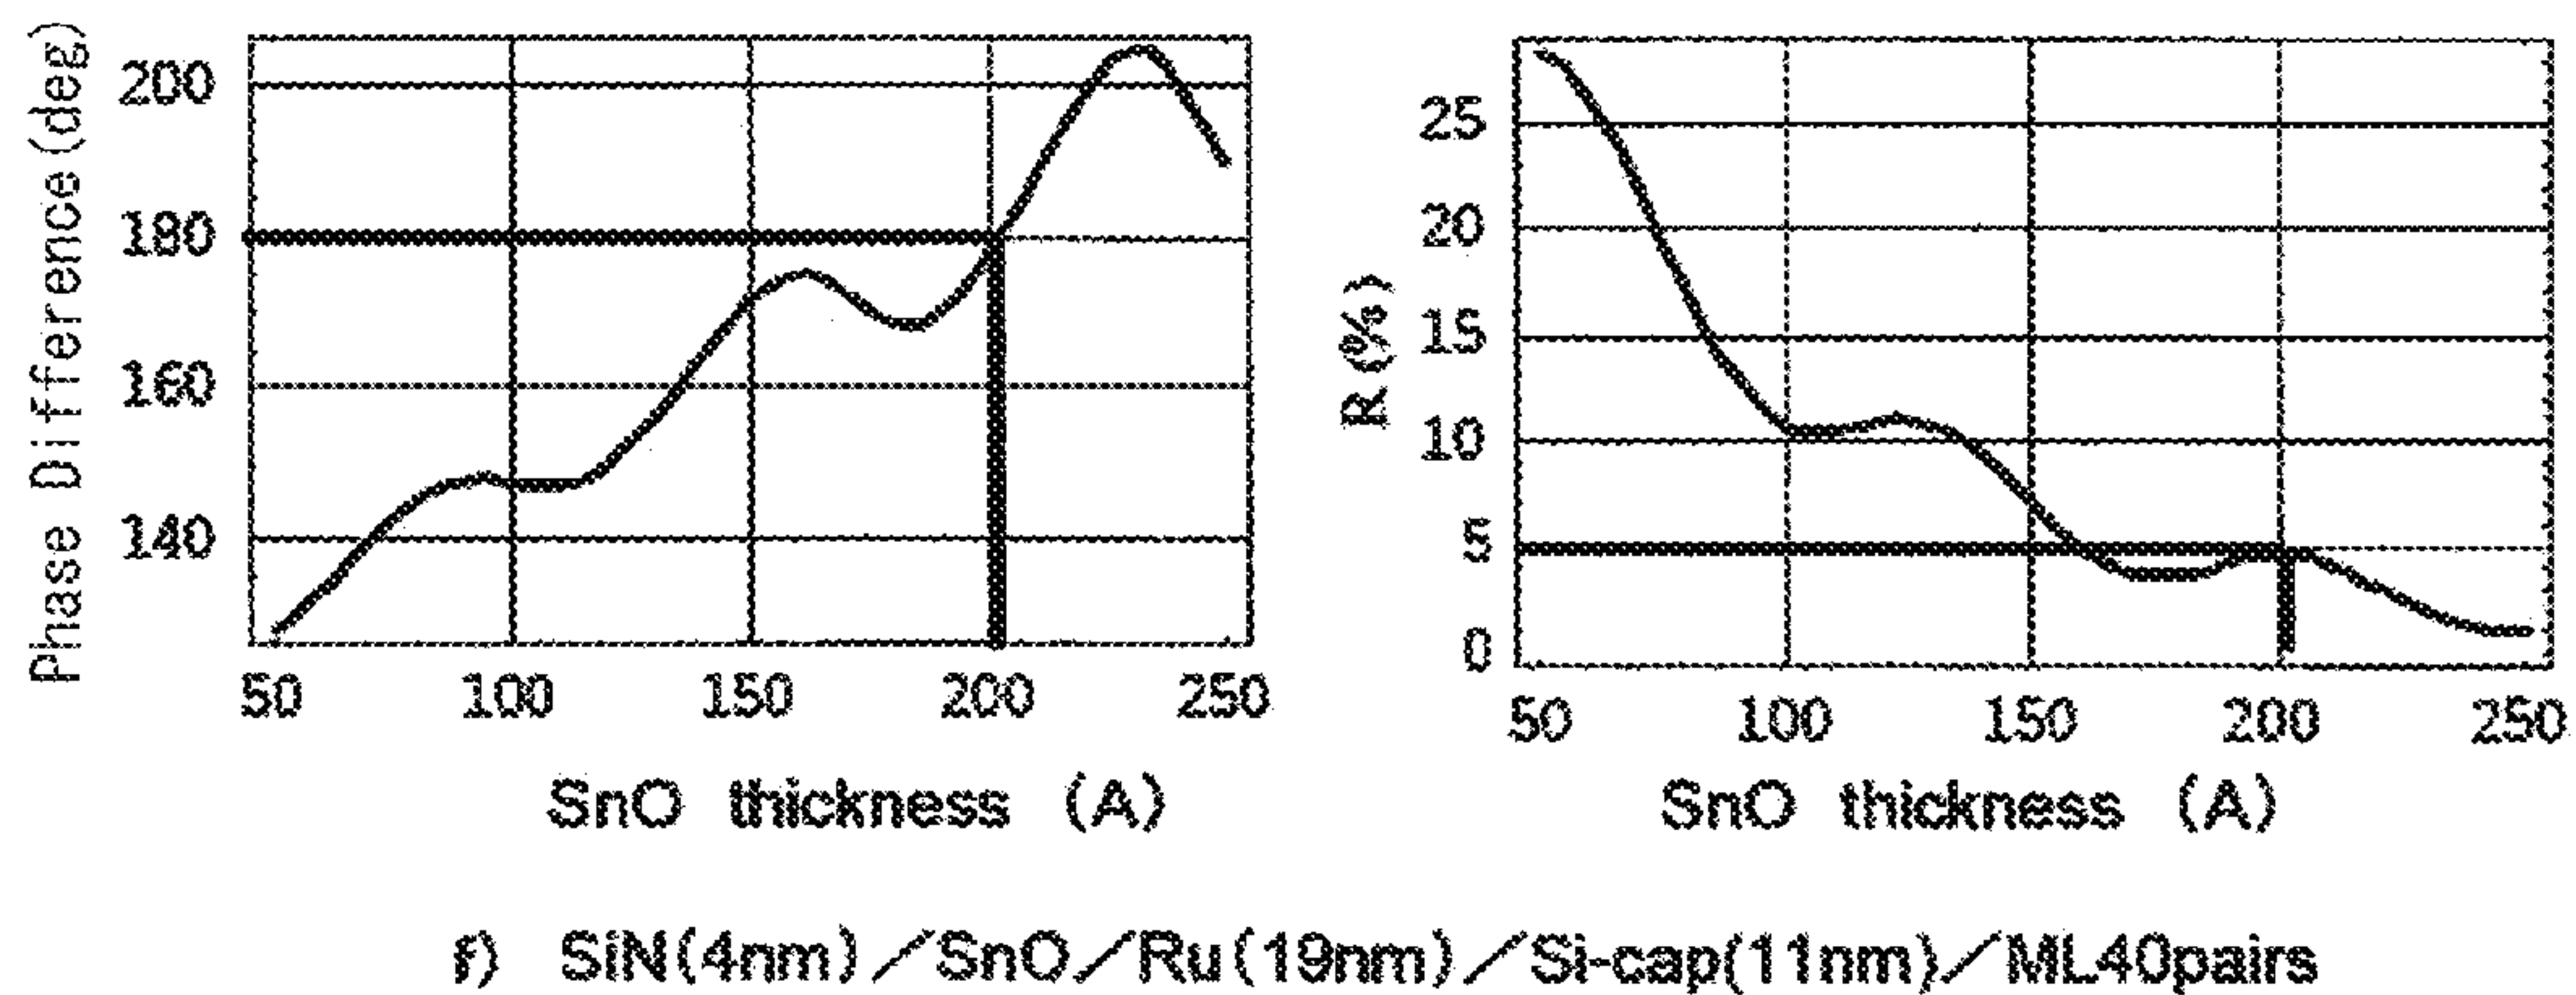 Phase Difference(deg)
200
180
160
140
50 100 150 200 250
SnO thickness (A)
R(%)
25
20
15
10
5
0
50 100 150 200 250
SnO thickness (A)
f) SiN(4nm)/SnO/Ru(19nm)/Si-cap(11nm)/ML40pairs